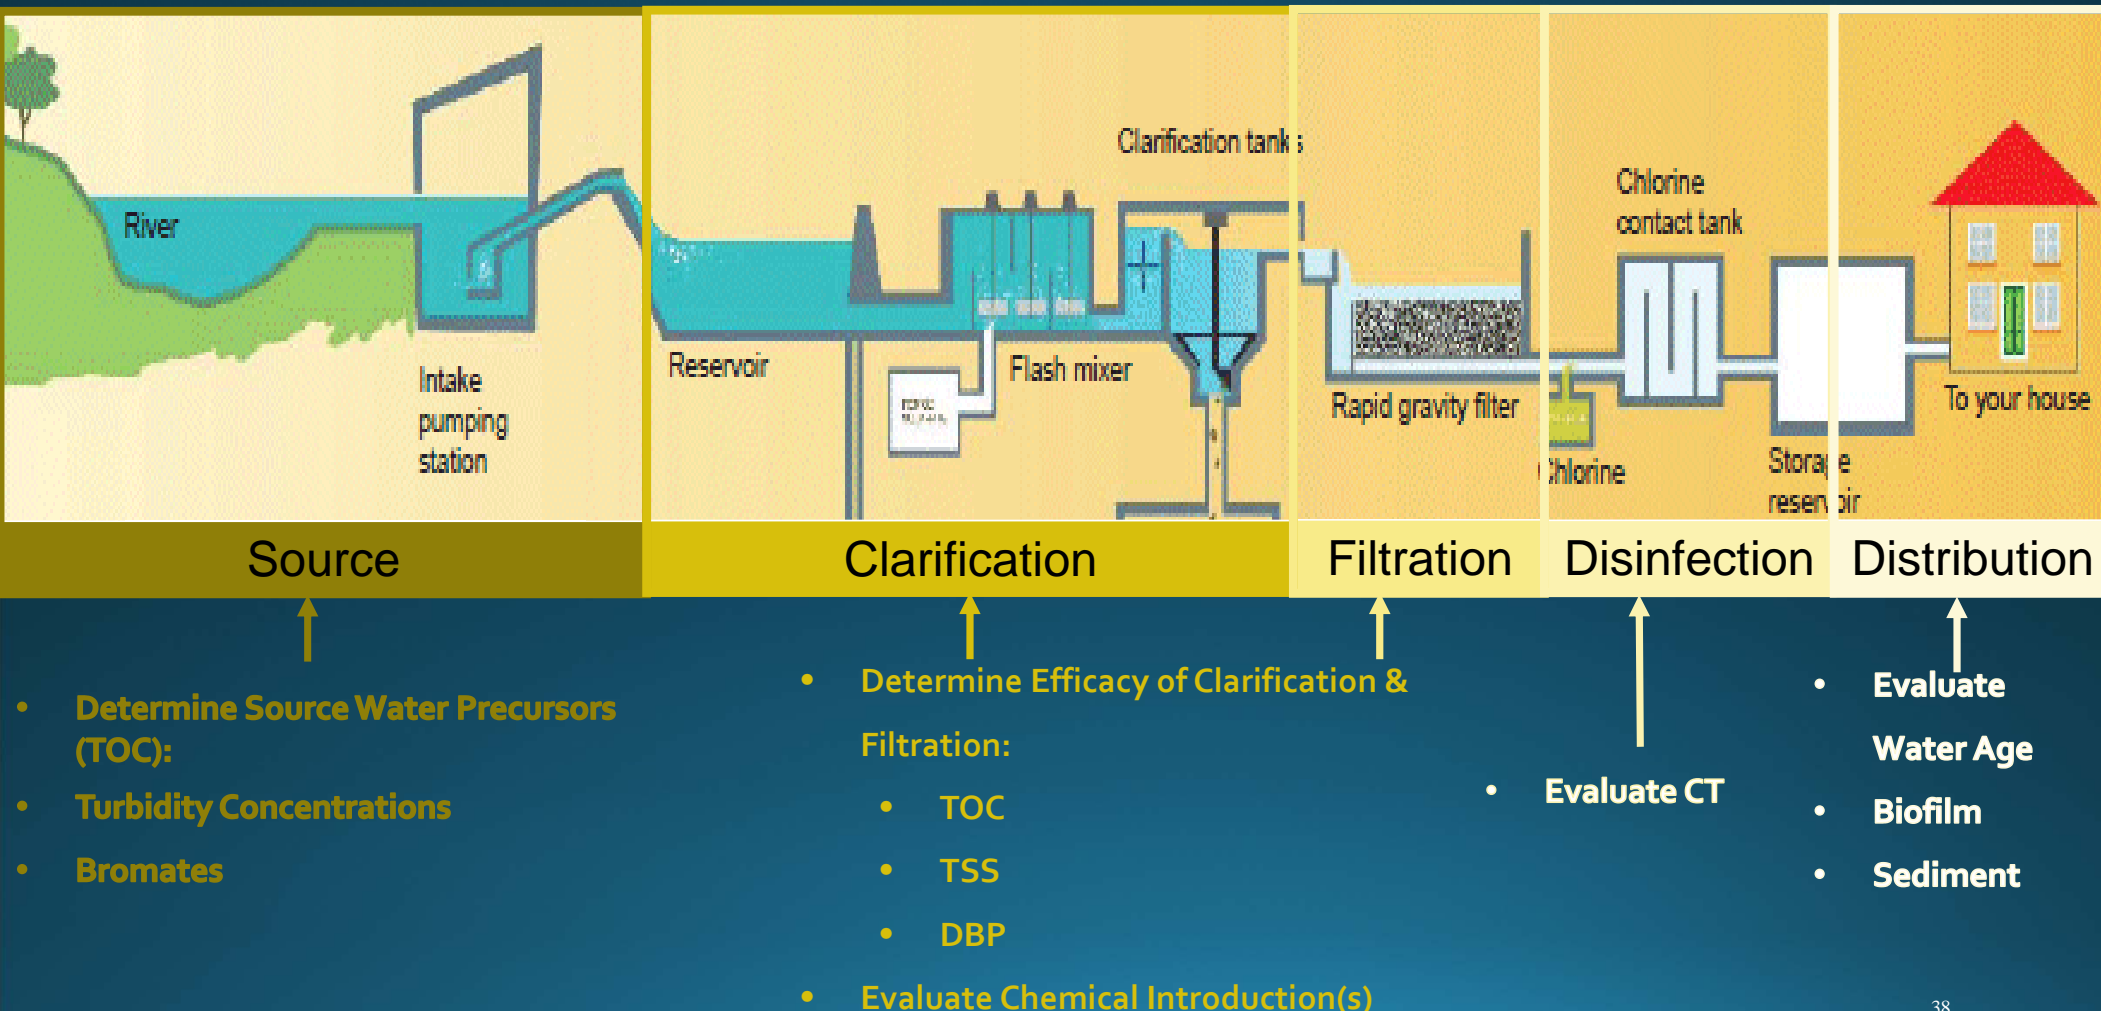 River
Intake
pumping
station
Reservoir
Flash mixer
Clarification tanks
Rapid gravity filter
Chlorine
Chlorine
contact tank
Storage
reservoir
To your house
Source
Clarification
Filtration
Disinfection
Distribution
• Determine Source Water Precursors
(TOC):
• Turbidity Concentrations
• Bromates
• Determine Efficacy of Clarification &
Filtration:
• TOC
• TSS
• DBP
• Evaluate Chemical Introduction(s)
• Evaluate CT
• Evaluate
Water Age
• Biofilm
• Sediment
38